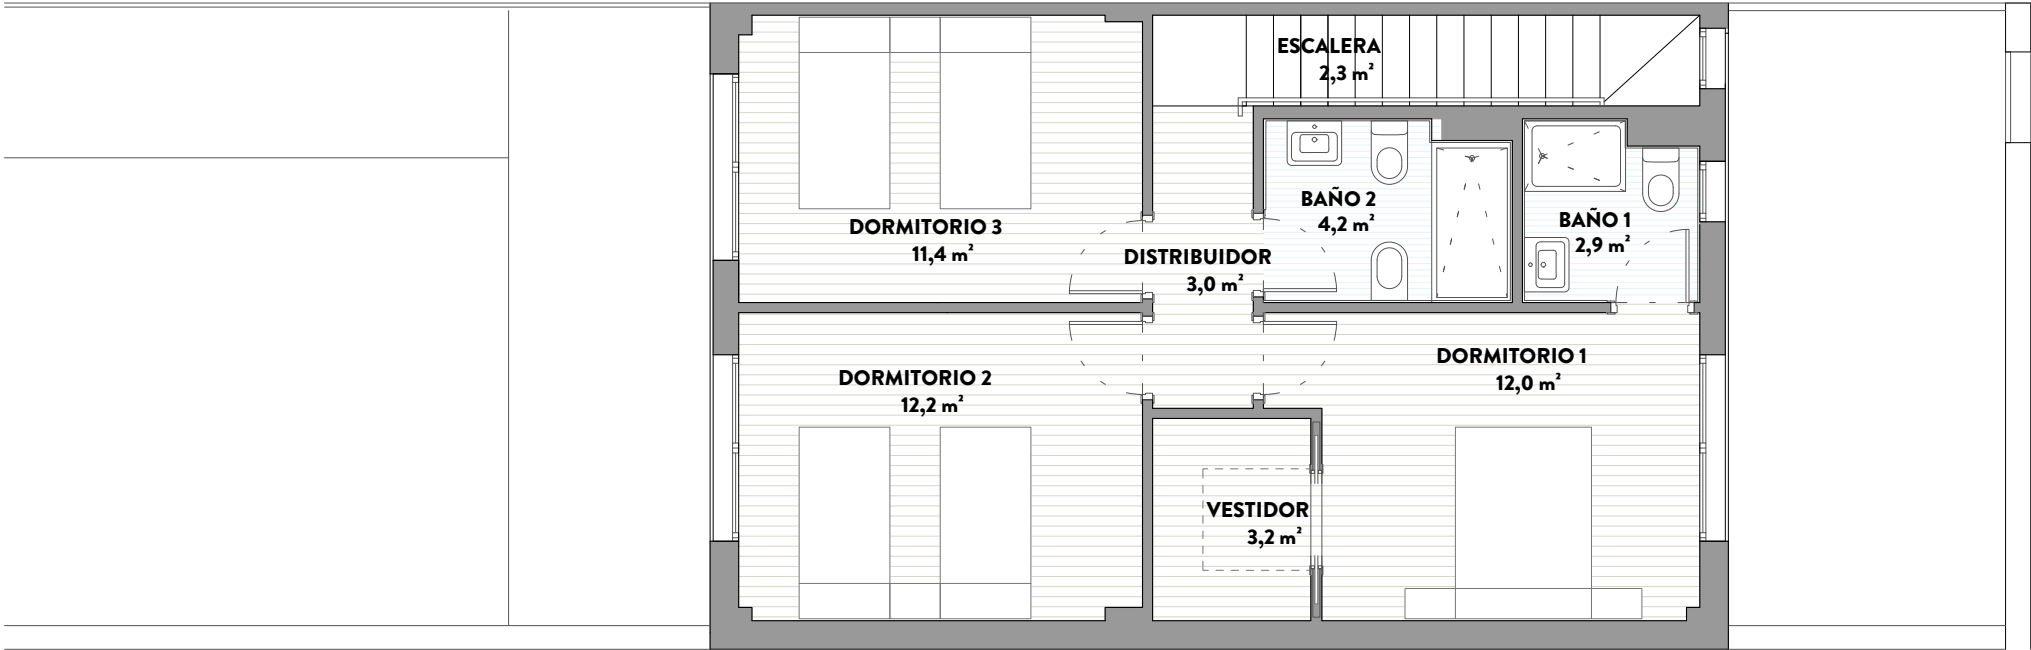 ESCALERA
2,3 m²
BAÑO 2
4,2 m²
BAÑO 1
2,9 m²
DORMITORIO 3
11,4 m²
DISTRIBUIDOR
3,0 m²
DORMITORIO 1
12,0 m²
DORMITORIO 2
12,2 m²
VESTIDOR
3,2 m²